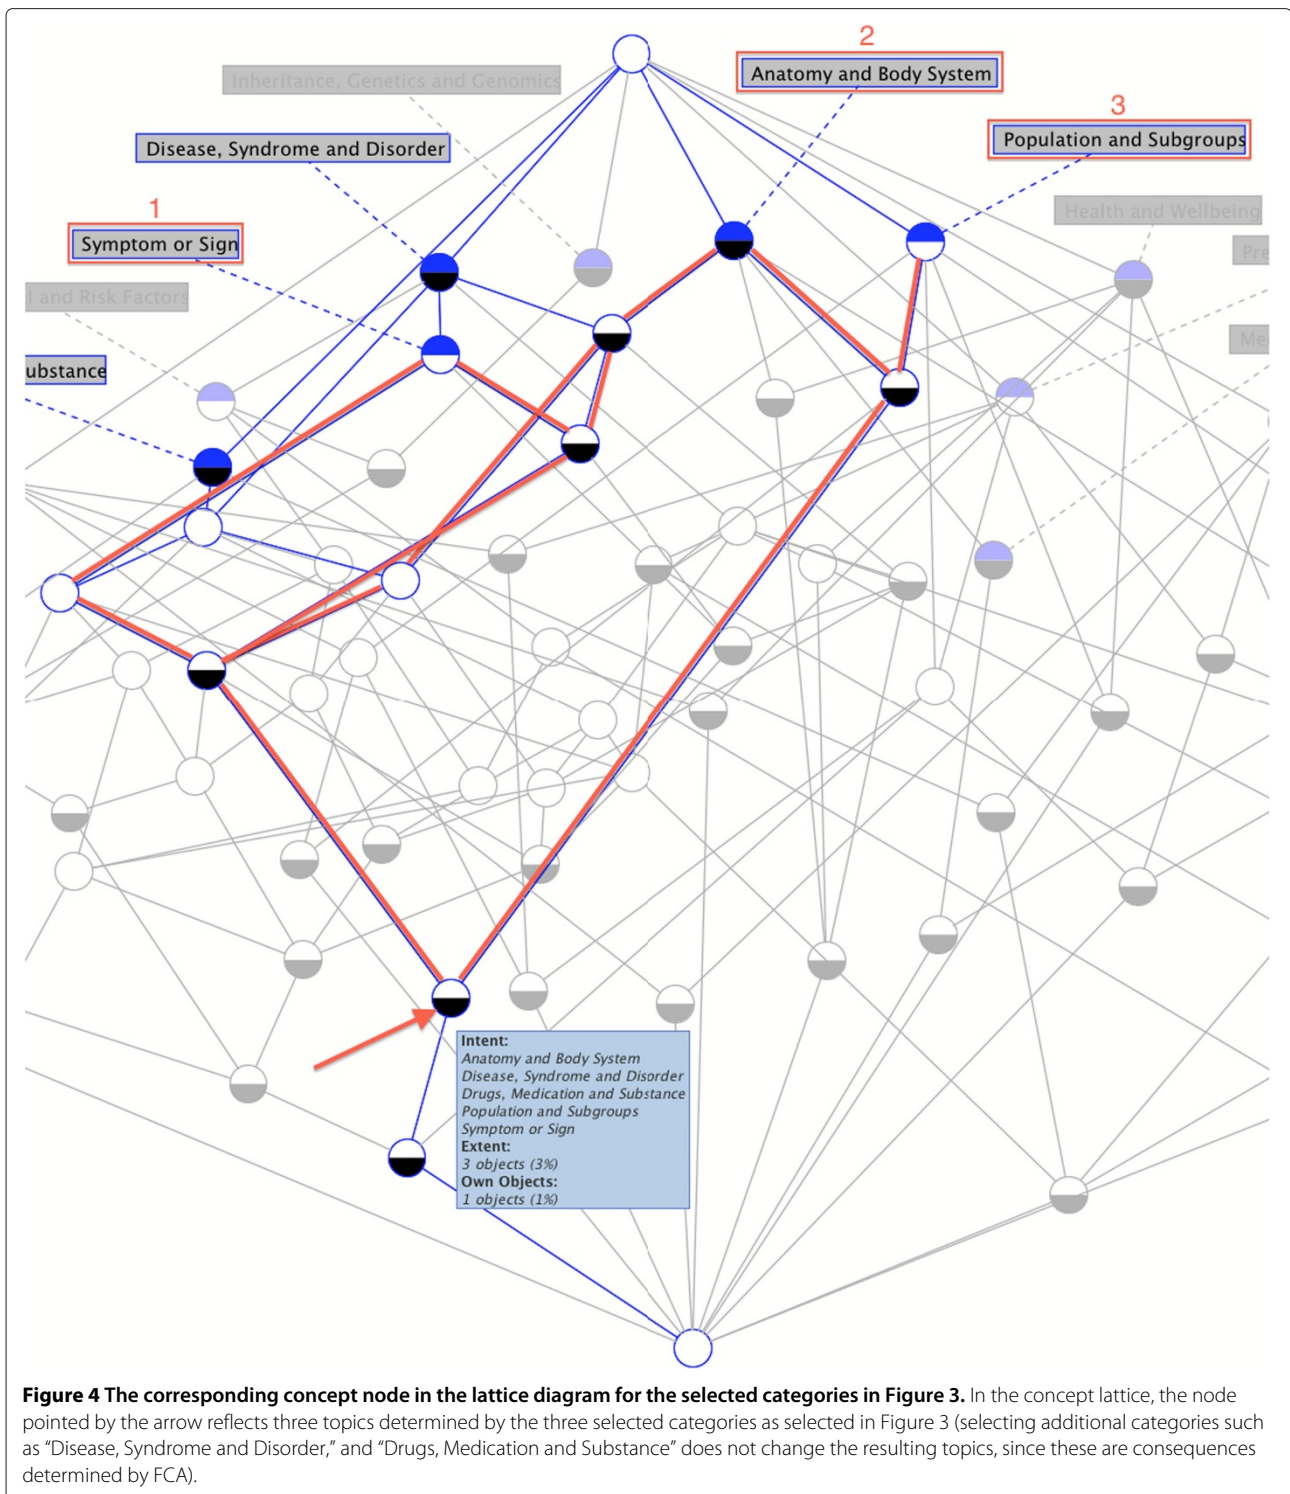 2
Inheritance, Genetics and Genomics
Anatomy and Body System
3
Disease, Syndrome and Disorder
Population and Subgroups
1
Health and Wellbeing
Symptom or Sign
Pre
l and Risk Factors
Me
ubstance
Intent:
Anatomy and Body System
Disease, Syndrome and Disorder
Drugs, Medication and Substance
Population and Subgroups
Symptom or Sign
Extent:
3 objects (3%)
Own Objects:
1 objects (1%)
Figure 4 The corresponding concept node in the lattice diagram for the selected categories in Figure 3. In the concept lattice, the node
pointed by the arrow reflects three topics determined by the three selected categories as selected in Figure 3 (selecting additional categories such
as “Disease, Syndrome and Disorder,” and “Drugs, Medication and Substance” does not change the resulting topics, since these are consequences
determined by FCA).